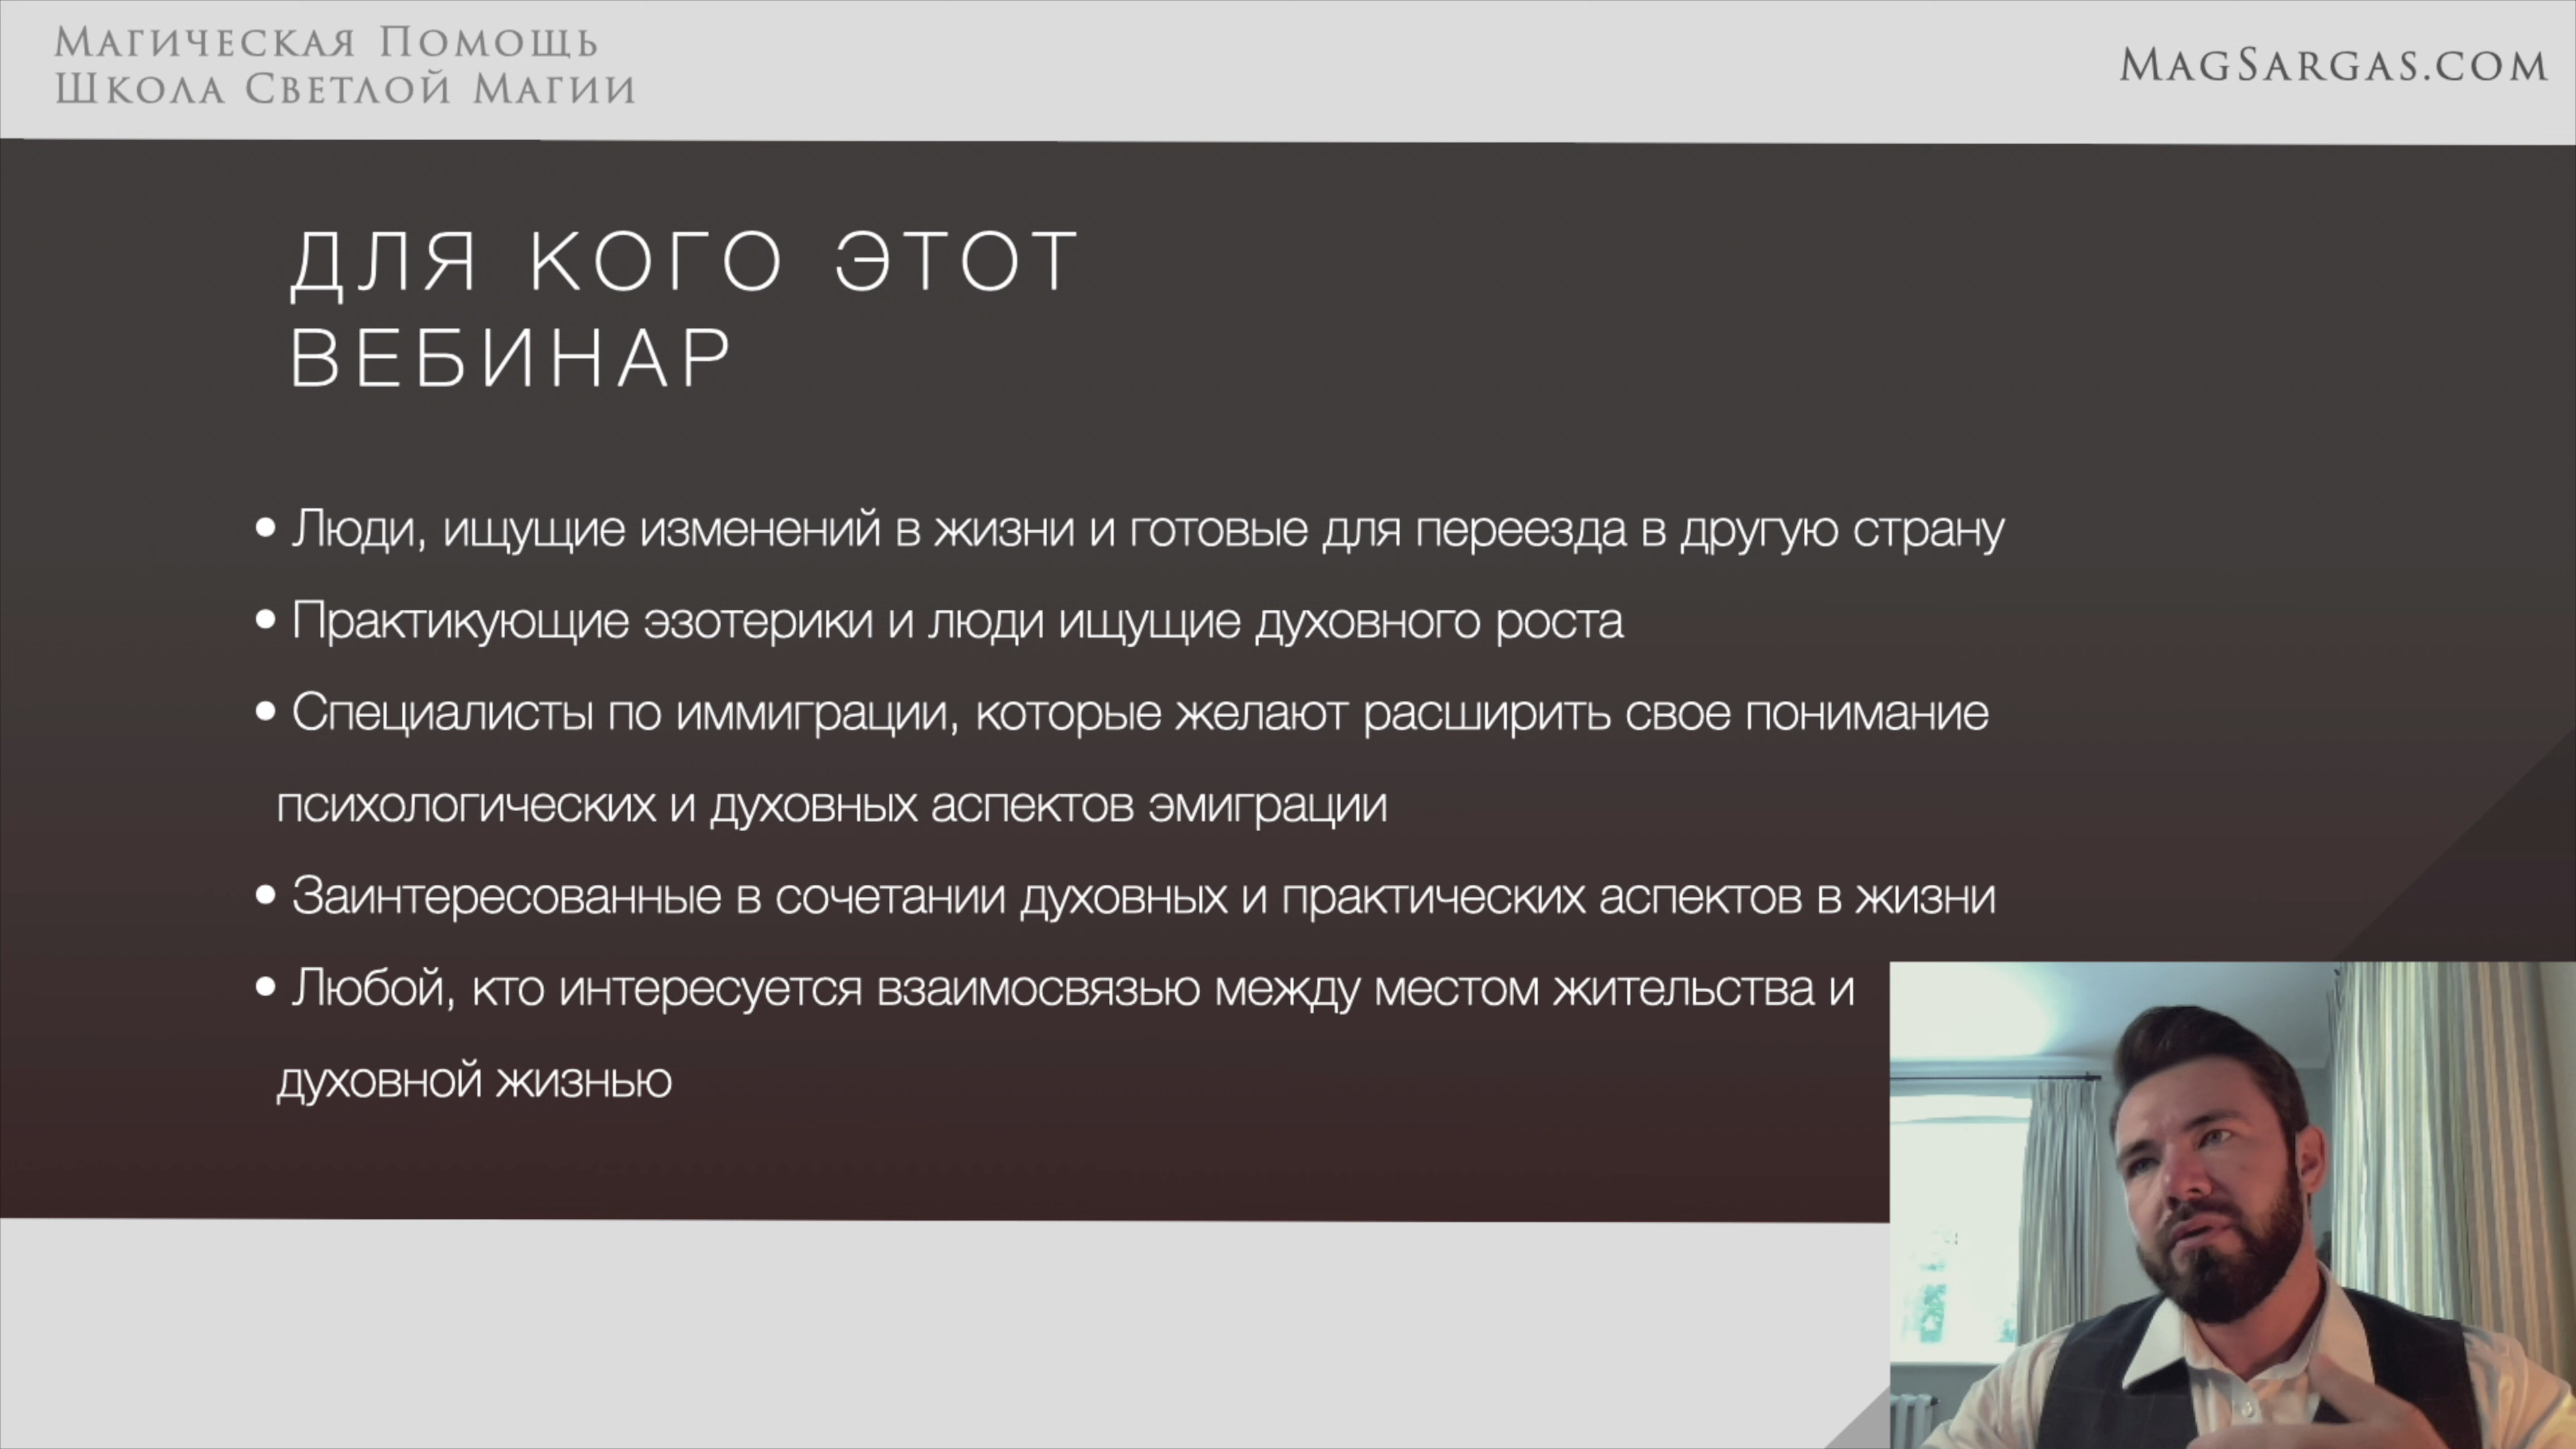 Магическая Помощь
Школа Светлой Магии
MagSargas.com
ДЛЯ КОГО ЭТОТ
ВЕБИНАР
• Люди, ищущие изменений в жизни и готовые для переезда в другую страну
• Практикующие эзотерики и люди ищущие духовного роста
• Специалисты по иммиграции, которые желают расширить свое понимание
психологических и духовных аспектов эмиграции
• Заинтересованные в сочетании духовных и практических аспектов в жизни
• Любой, кто интересуется взаимосвязью между местом жительства и
духовной жизнью